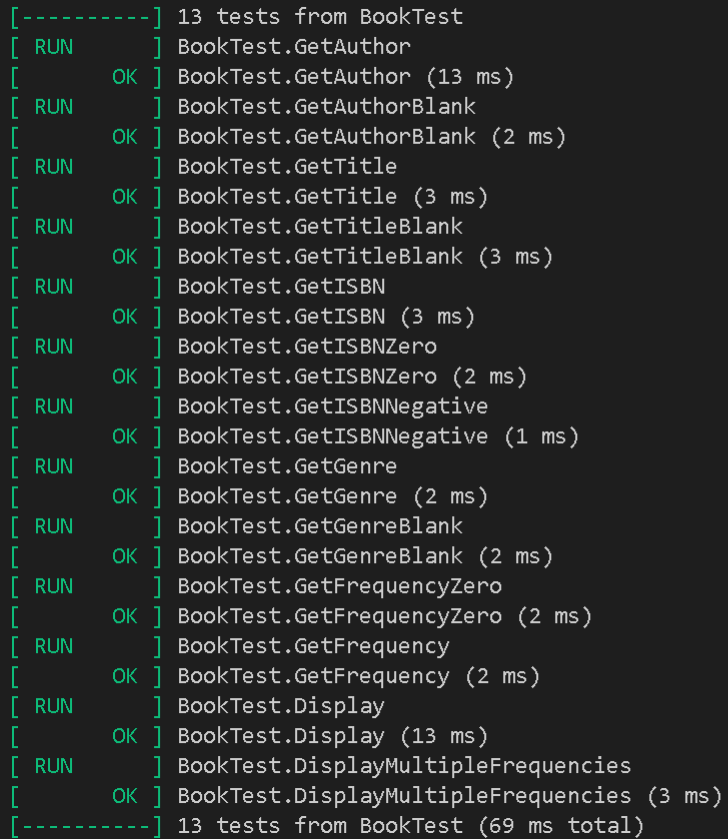 [----------] 13 tests from BookTest
[ RUN      ] BookTest.GetAuthor
[       OK ] BookTest.GetAuthor (13 ms)
[ RUN      ] BookTest.GetAuthorBlank
[       OK ] BookTest.GetAuthorBlank (2 ms)
[ RUN      ] BookTest.GetTitle
[       OK ] BookTest.GetTitle (3 ms)
[ RUN      ] BookTest.GetTitleBlank
[       OK ] BookTest.GetTitleBlank (3 ms)
[ RUN      ] BookTest.GetISBN
[       OK ] BookTest.GetISBN (3 ms)
[ RUN      ] BookTest.GetISBNZero
[       OK ] BookTest.GetISBNZero (2 ms)
[ RUN      ] BookTest.GetISBNNegative
[       OK ] BookTest.GetISBNNegative (1 ms)
[ RUN      ] BookTest.GetGenre
[       OK ] BookTest.GetGenre (2 ms)
[ RUN      ] BookTest.GetGenreBlank
[       OK ] BookTest.GetGenreBlank (2 ms)
[ RUN      ] BookTest.GetFrequencyZero
[       OK ] BookTest.GetFrequencyZero (2 ms)
[ RUN      ] BookTest.GetFrequency
[       OK ] BookTest.GetFrequency (2 ms)
[ RUN      ] BookTest.Display
[       OK ] BookTest.Display (13 ms)
[ RUN      ] BookTest.DisplayMultipleFrequencies
[       OK ] BookTest.DisplayMultipleFrequencies (3 ms)
[----------] 13 tests from BookTest (69 ms total)